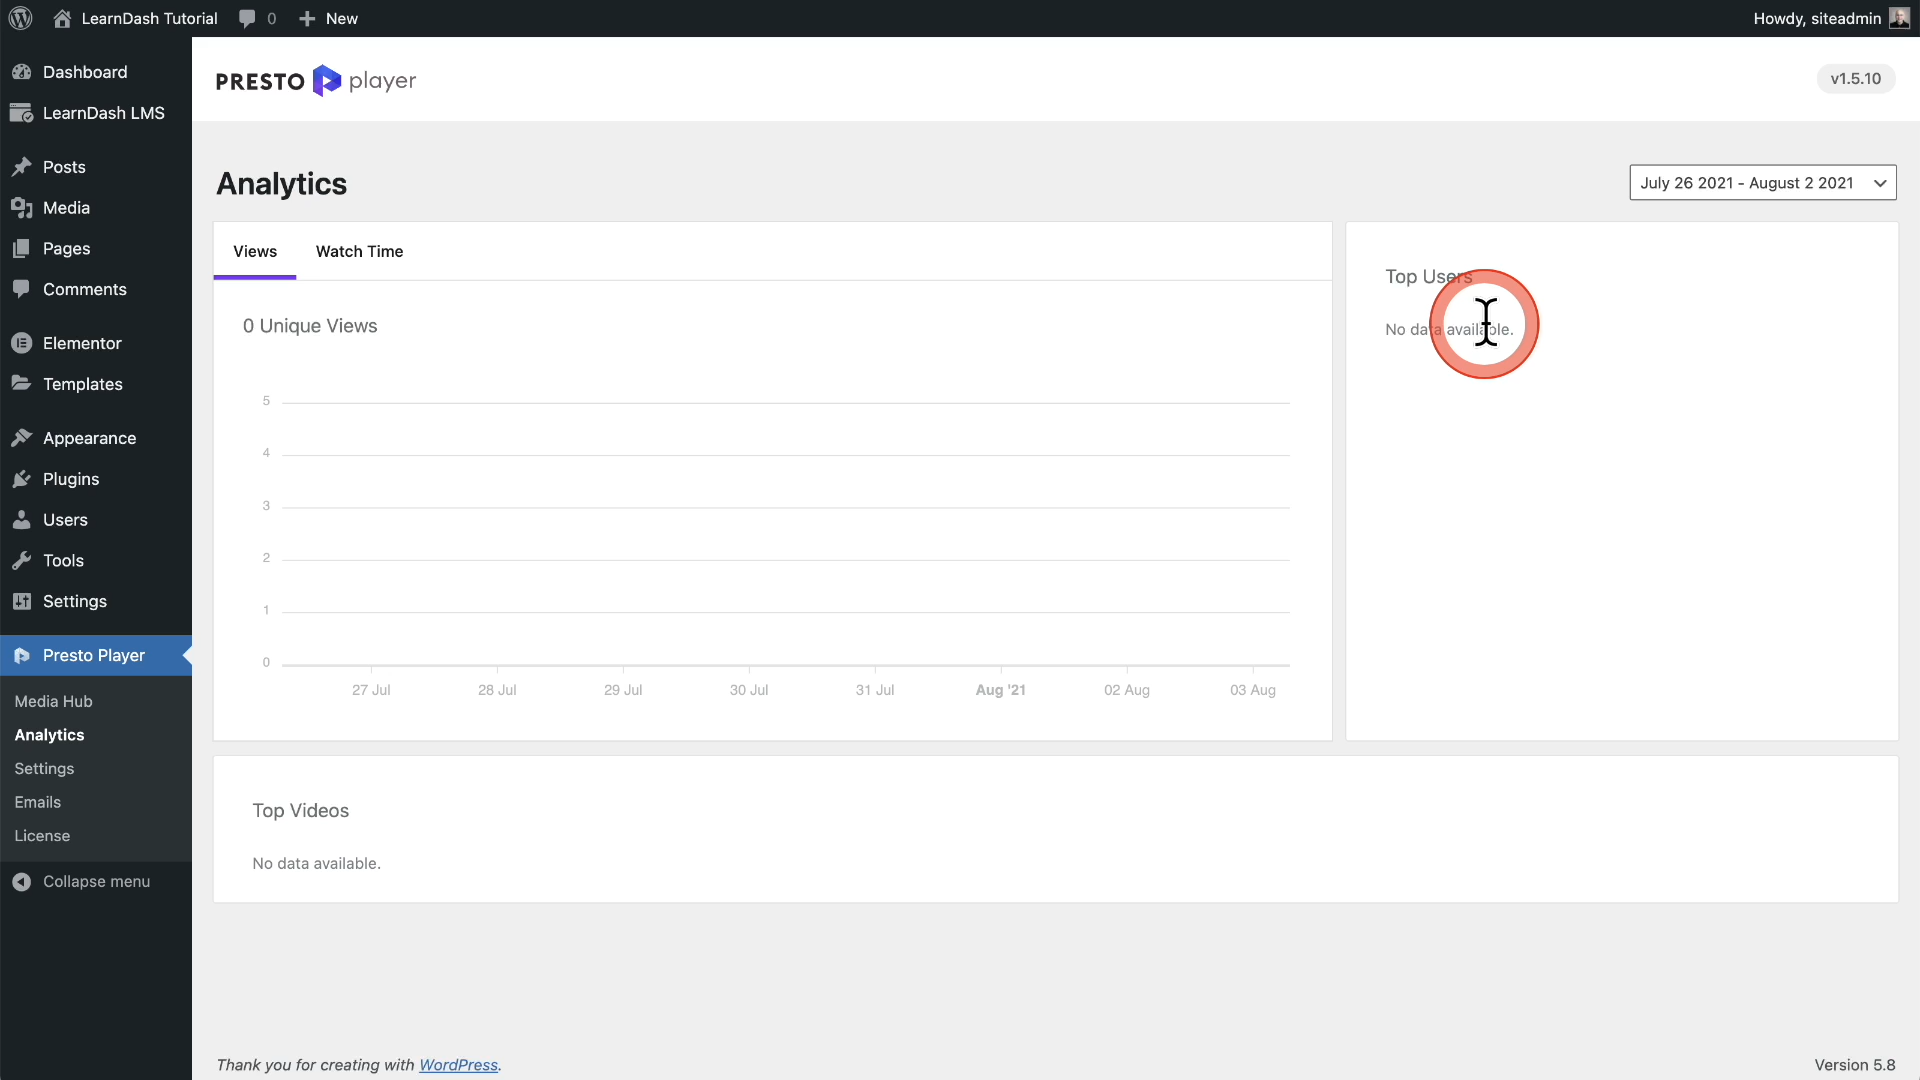 LearnDash Tutorial
0
New
Howdy, siteadmin
Dashboard
LearnDash LMS
Posts
Media
Pages
Comments
Elementor
Templates
Appearance
Plugins
Users
Tools
Settings
Presto Player
Media Hub
Analytics
Settings
Emails
License
Collapse menu
PRESTO player
v1.5.10
Analytics
July 26 2021 - August 2 2021
Views
Watch Time
0 Unique Views
5
4
3
2
1
0
27 Jul
28 Jul
29 Jul
30 Jul
31 Jul
Aug '21
02 Aug
03 Aug
Top Users
No data available.
Top Videos
No data available.
Thank you for creating with WordPress.
Version 5.8